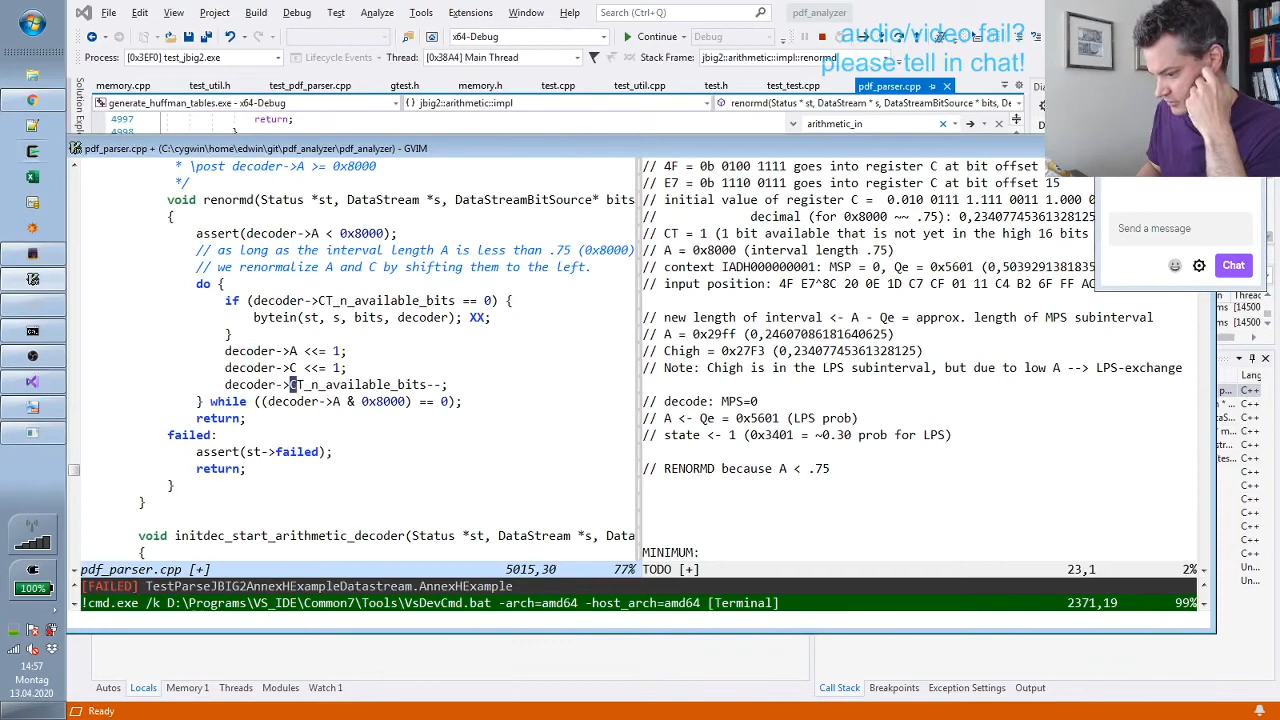 File Edit View Project Build Debug Test Analyze Tools Extensions Window Help Search (Ctrl+Q) pdf_analyzer
x64-Debug Continue Debug
audio/video fail?
please tell in chat!
Process: [0x3EF0] test_jbig2.exe Lifecycle Events Thread: [0x38A4] Main Thread Stack Frame: jbig2::arithmetic::impl::renormd
memory.cpp test_util.h test_pdf_parser.cpp gtest.h memory.h test.cpp test_util.h test_test.cpp pdf_parser.cpp
generate_huffman_tables.exe - x64-Debug {} jbig2::arithmetic::impl renormd(Status * st, DataStream * s, DataStreamBitSource * bits, De
Solution Explorer
4997 return;
4998 }
arithmetic_in
pdf_parser.cpp + (C:\cygwin\home\edwin\git\pdf_analyzer\pdf_analyzer) - GVIM
* \post decoder->A >= 0x8000
*/
void renormd(Status *st, DataStream *s, DataStreamBitSource* bits
{
assert(decoder->A < 0x8000);
// as long as the interval length A is less than .75 (0x8000)
// we renormalize A and C by shifting them to the left.
do {
if (decoder->CT_n_available_bits == 0) {
bytein(st, s, bits, decoder); XX;
}
decoder->A <<= 1;
decoder->C <<= 1;
decoder->CT_n_available_bits--;
} while ((decoder->A & 0x8000) == 0);
return;
failed:
assert(st->failed);
return;
}
}
void initdec_start_arithmetic_decoder(Status *st, DataStream *s, Data
{
pdf_parser.cpp [+] 5015,30 77%
// 4F = 0b 0100 1111 goes into register C at bit offset
// E7 = 0b 1110 0111 goes into register C at bit offset 15
// initial value of register C = 0.010 0111 1.111 0011 1.000 0
// decimal (for 0x8000 ~~ .75): 0,23407745361328125
// CT = 1 (1 bit available that is not yet in the high 16 bits
// A = 0x8000 (interval length .75)
// context IADH000000001: MSP = 0, Qe = 0x5601 (0,5039291381835
// input position: 4F E7^8C 20 0E 1D C7 CF 01 11 C4 B2 6F FF AC
// new length of interval <- A - Qe = approx. length of MPS subinterval
// A = 0x29ff (0,24607086181640625)
// Chigh = 0x27F3 (0,23407745361328125)
// Note: Chigh is in the LPS subinterval, but due to low A --> LPS-exchange
// decode: MPS=0
// A <- Qe = 0x5601 (LPS prob)
// state <- 1 (0x3401 = ~0.30 prob for LPS)
// RENORMD because A < .75
MINIMUM:
TODO [+] 23,1 2%
[FAILED] TestParseJBIG2AnnexHExampleDatastream.AnnexHExample
!cmd.exe /k D:\Programs\VS_IDE\Common7\Tools\VsDevCmd.bat -arch=amd64 -host_arch=amd64 [Terminal] 2371,19 99%
Send a message
Chat
Lang
C++
C++
C++
C++
C++
C++
C++
C++
C++
Un...
Un...
Autos Locals Memory 1 Threads Modules Watch 1
Call Stack Breakpoints Exception Settings Output
Ready
100%
14:57
Montag
13.04.2020